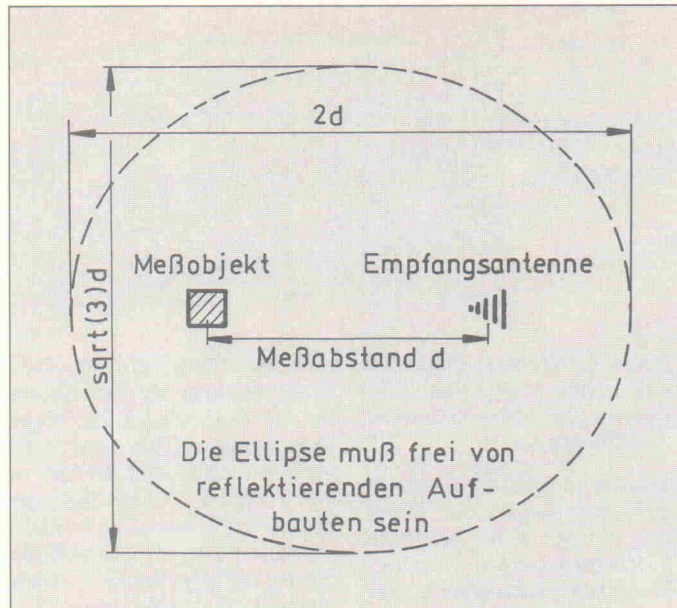 2d
Meßobjekt
Empfangsantenne
sqrt(3)d
Meßabstand d
Die Ellipse muß frei von
reflektierenden Auf-
bauten sein